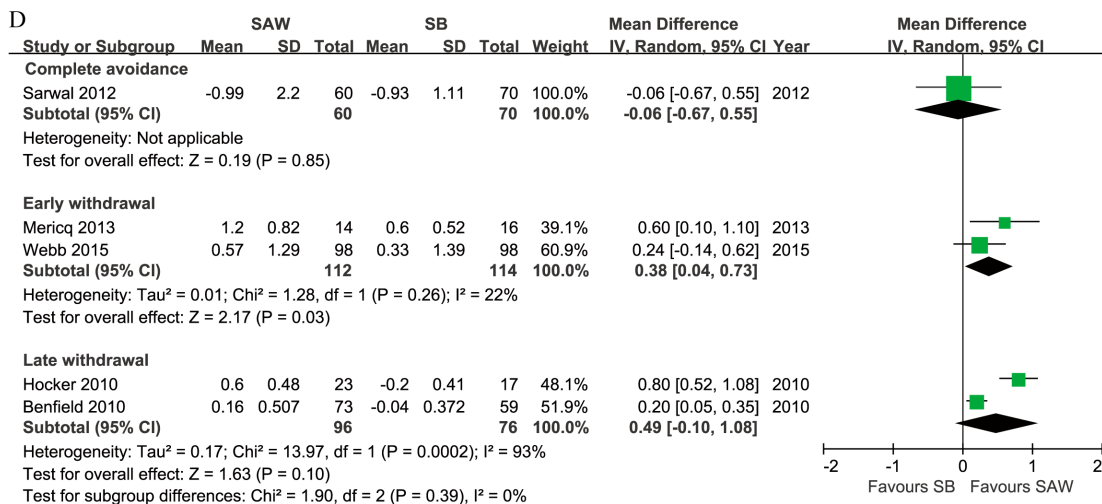 D
SAW SB Mean Difference Mean Difference
Study or Subgroup Mean SD Total Mean SD Total Weight IV, Random, 95% CI Year IV, Random, 95% CI
Complete avoidance
Sarwal 2012 -0.99 2.2 60 -0.93 1.11 70 100.0% -0.06 [-0.67, 0.55] 2012
Subtotal (95% CI) 60 70 100.0% -0.06 [-0.67, 0.55]
Heterogeneity: Not applicable
Test for overall effect: Z = 0.19 (P = 0.85)
Early withdrawal
Mericq 2013 1.2 0.82 14 0.6 0.52 16 39.1% 0.60 [0.10, 1.10] 2013
Webb 2015 0.57 1.29 98 0.33 1.39 98 60.9% 0.24 [-0.14, 0.62] 2015
Subtotal (95% CI) 112 114 100.0% 0.38 [0.04, 0.73]
Heterogeneity: Tau² = 0.01; Chi² = 1.28, df = 1 (P = 0.26); I² = 22%
Test for overall effect: Z = 2.17 (P = 0.03)
Late withdrawal
Hocker 2010 0.6 0.48 23 -0.2 0.41 17 48.1% 0.80 [0.52, 1.08] 2010
Benfield 2010 0.16 0.507 73 -0.04 0.372 59 51.9% 0.20 [0.05, 0.35] 2010
Subtotal (95% CI) 96 76 100.0% 0.49 [-0.10, 1.08]
Heterogeneity: Tau² = 0.17; Chi² = 13.97, df = 1 (P = 0.0002); I² = 93%
Test for overall effect: Z = 1.63 (P = 0.10)
Test for subgroup differences: Chi² = 1.90, df = 2 (P = 0.39), I² = 0%
-2 -1 0 1 2
Favours SB Favours SAW